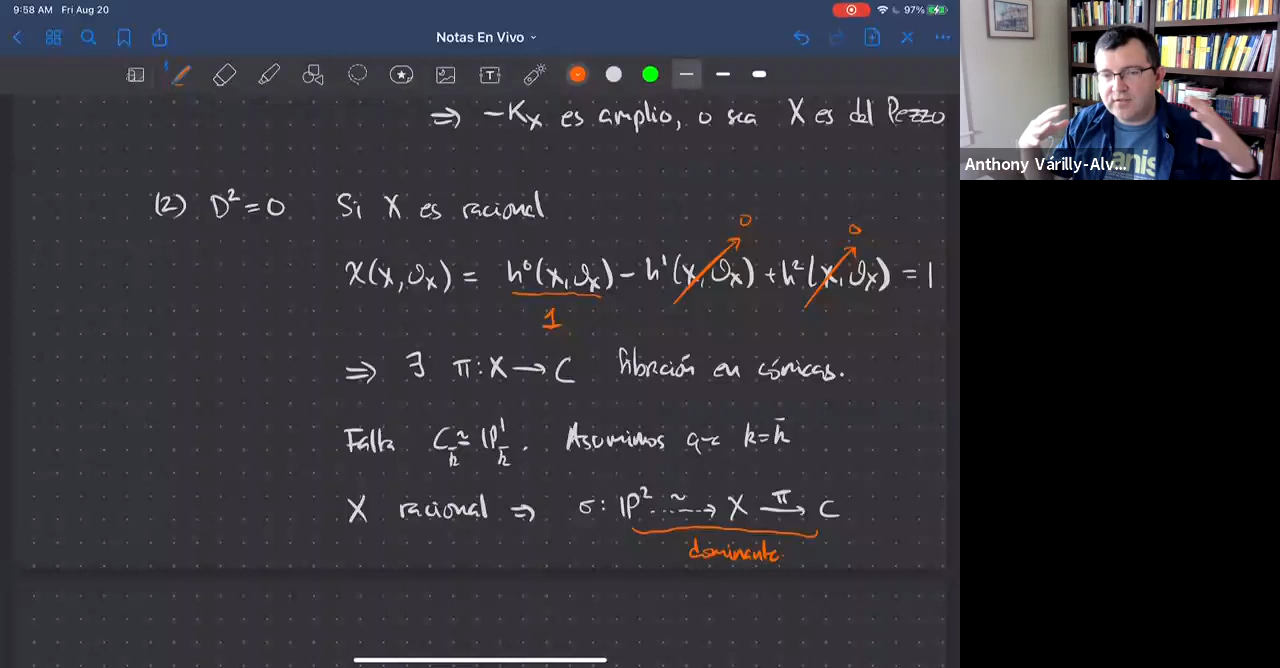 9:58 AM Fri Aug 20
97%
Notas En Vivo
⇒ -K_X es amplio, o sea X es del Pezzo
(2) D² = 0 Si X es racional
0 0
χ(X, O_X) = h⁰(X, O_X) - h¹(X, O_X) + h²(X, O_X) = 1
1
⇒ ∃ π: X → C fibración en cónicas.
Falta C_k̄ ≃ ℙ¹_k̄. Asumimos que k = k̄
X racional ⇒ σ: ℙ² ⇢ X → C
~ π
dominante
Anthony Várilly-Alv...
anis